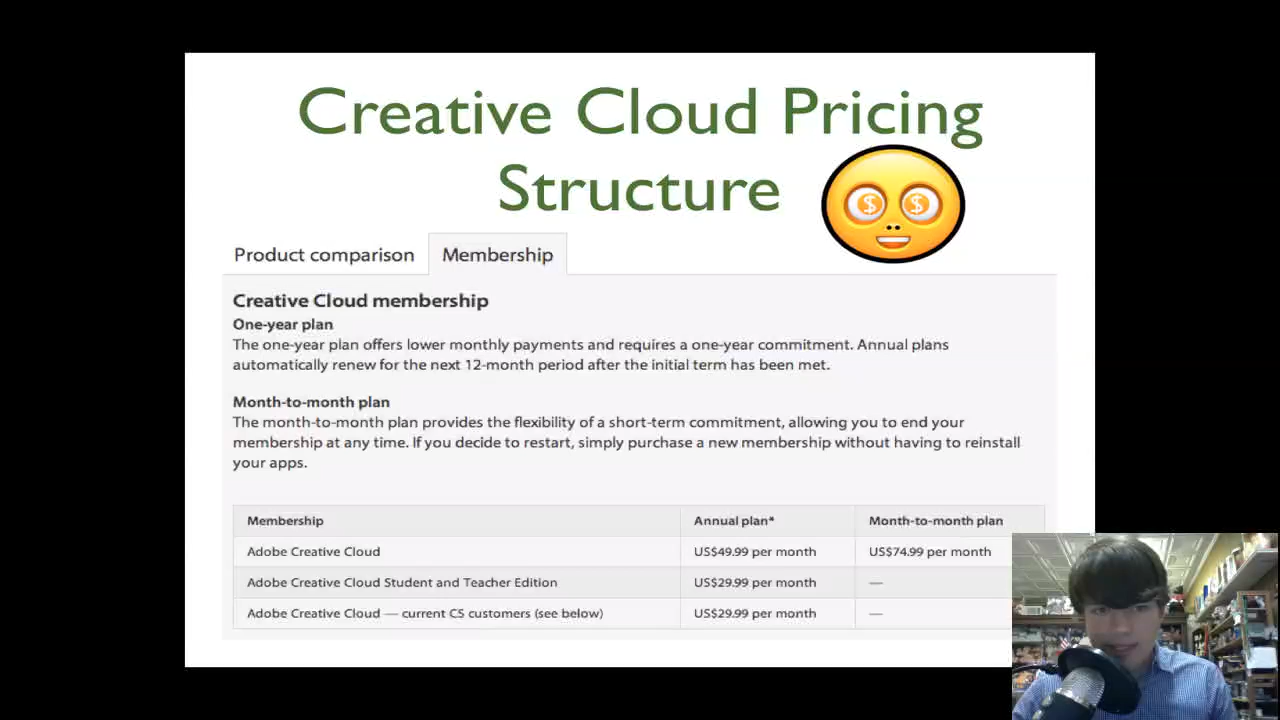 Creative Cloud Pricing
Structure
$ $
Product comparison Membership
Creative Cloud membership
One-year plan
The one-year plan offers lower monthly payments and requires a one-year commitment. Annual plans
automatically renew for the next 12-month period after the initial term has been met.
Month-to-month plan
The month-to-month plan provides the flexibility of a short-term commitment, allowing you to end your
membership at any time. If you decide to restart, simply purchase a new membership without having to reinstall
your apps.
Membership Annual plan* Month-to-month plan
Adobe Creative Cloud US$49.99 per month US$74.99 per month
Adobe Creative Cloud Student and Teacher Edition US$29.99 per month —
Adobe Creative Cloud — current CS customers (see below) US$29.99 per month —